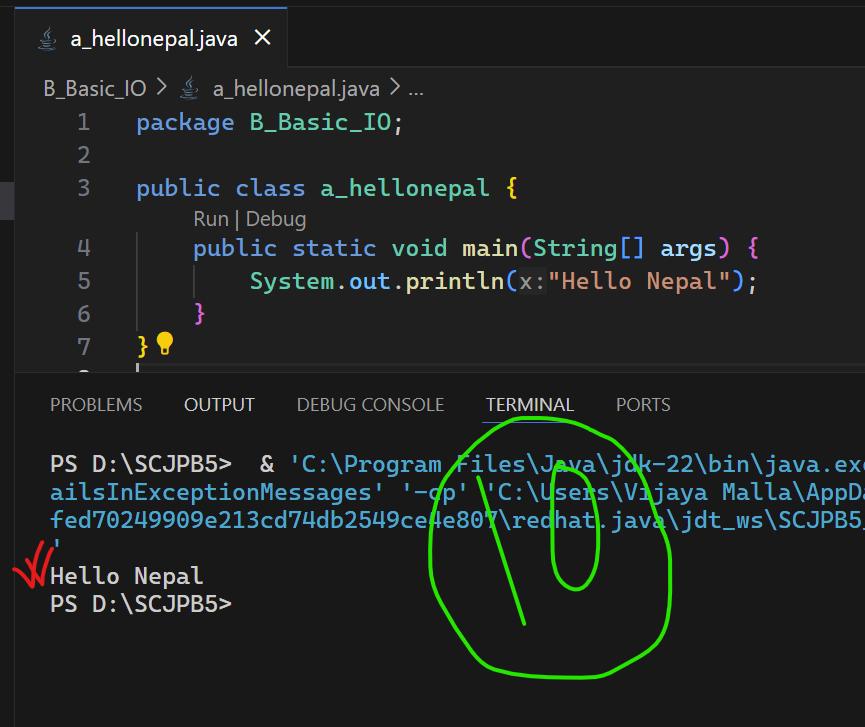 a_hellonepal.java
B_Basic_IO > a_hellonepal.java > ...
1 package B_Basic_IO;
2
3 public class a_hellonepal {
Run | Debug
4 public static void main(String[] args) {
5 System.out.println(x:"Hello Nepal");
6 }
7 }
PROBLEMS OUTPUT DEBUG CONSOLE TERMINAL PORTS
PS D:\SCJPB5> & 'C:\Program Files\Java\jdk-22\bin\java.exe
ailsInExceptionMessages' '-cp' 'C:\Users\Vijaya Malla\AppDa
fed70249909e213cd74db2549ce4e807\redhat.java\jdt_ws\SCJPB5_
'
Hello Nepal
PS D:\SCJPB5>
10